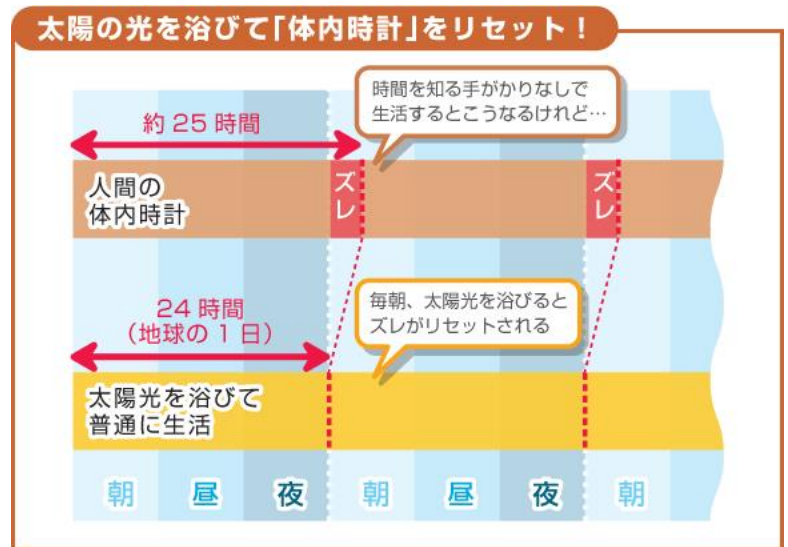 太陽の光を浴びて「体内時計」をリセット！
時間を知る手がかりなしで
生活するとこうなるけれど…
約25時間
人間の
体内時計
ズレ
ズレ
毎朝、太陽光を浴びると
ズレがリセットされる
24時間
（地球の1日）
太陽光を浴びて
普通に生活
朝 昼 夜 朝 昼 夜 朝